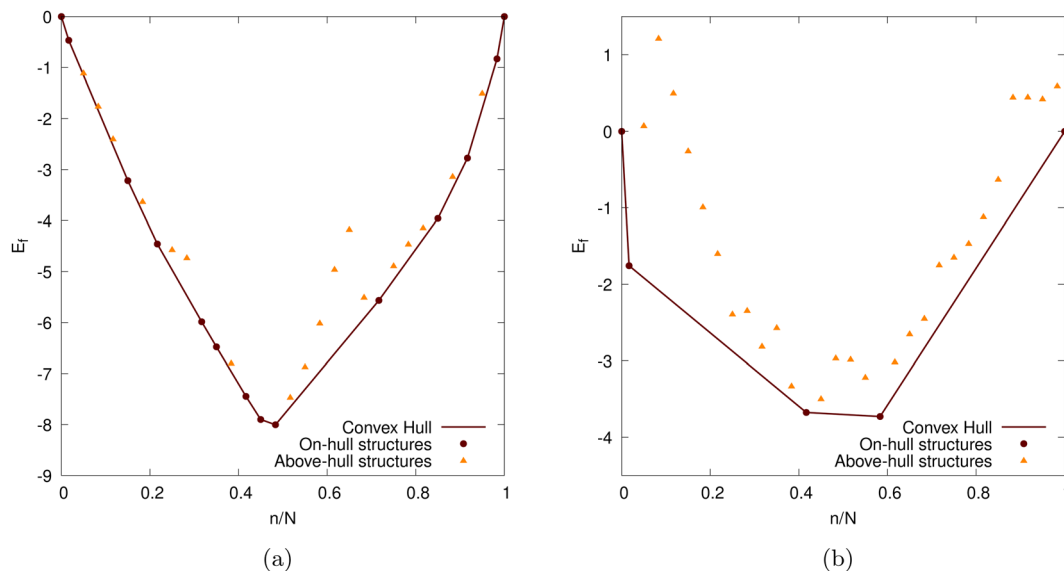 0
-1
-2
-3
-4
-5
-6
-7
-8
-9
E_f
0
0.2
0.4
0.6
0.8
1
n/N
Convex Hull
On-hull structures
Above-hull structures
(a)
1
0
-1
-2
-3
-4
E_f
0
0.2
0.4
0.6
0.8
n/N
Convex Hull
On-hull structures
Above-hull structures
(b)